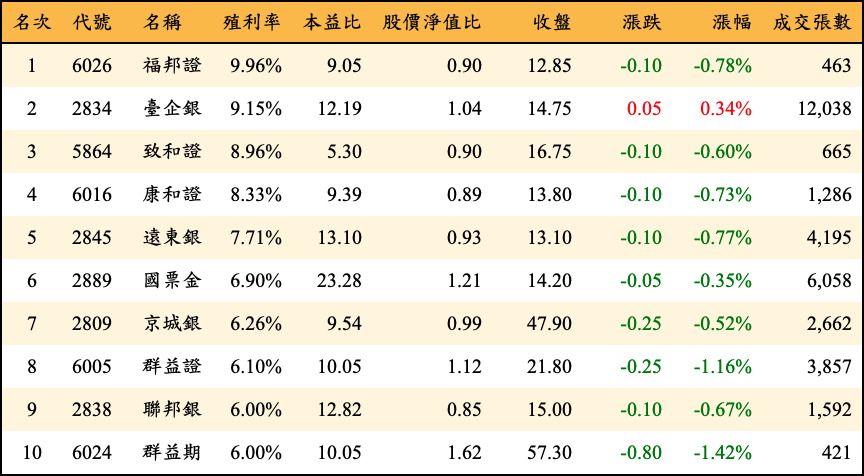 名次 代號 名稱 殖利率 本益比 股價淨值比 收盤 漲跌 漲幅 成交張數
1 6026 福邦證 9.96% 9.05 0.90 12.85 -0.10 -0.78% 463
2 2834 臺企銀 9.15% 12.19 1.04 14.75 0.05 0.34% 12,038
3 5864 致和證 8.96% 5.30 0.90 16.75 -0.10 -0.60% 665
4 6016 康和證 8.33% 9.39 0.89 13.80 -0.10 -0.73% 1,286
5 2845 遠東銀 7.71% 13.10 0.93 13.10 -0.10 -0.77% 4,195
6 2889 國票金 6.90% 23.28 1.21 14.20 -0.05 -0.35% 6,058
7 2809 京城銀 6.26% 9.54 0.99 47.90 -0.25 -0.52% 2,662
8 6005 群益證 6.10% 10.05 1.12 21.80 -0.25 -1.16% 3,857
9 2838 聯邦銀 6.00% 12.82 0.85 15.00 -0.10 -0.67% 1,592
10 6024 群益期 6.00% 10.05 1.62 57.30 -0.80 -1.42% 421